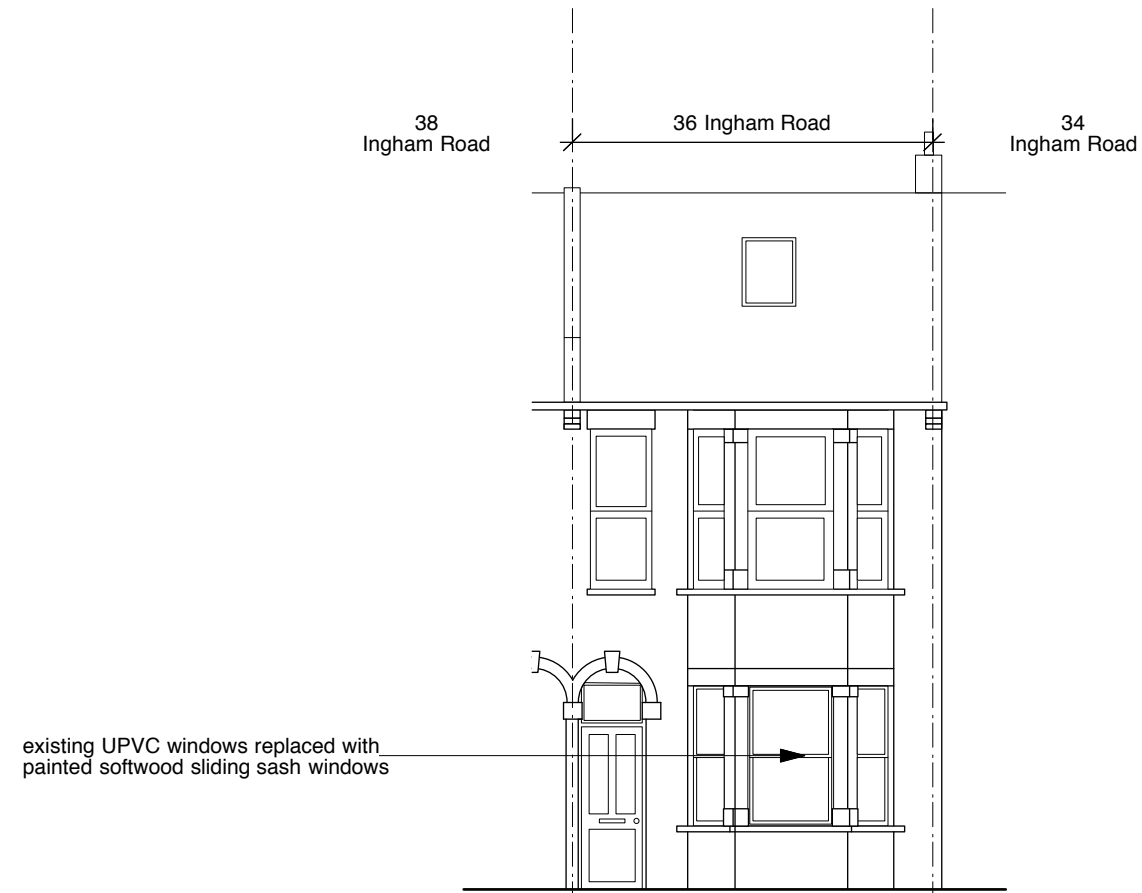 38
Ingham Road
36 Ingham Road
34
Ingham Road
existing UPVC windows replaced with
painted softwood sliding sash windows